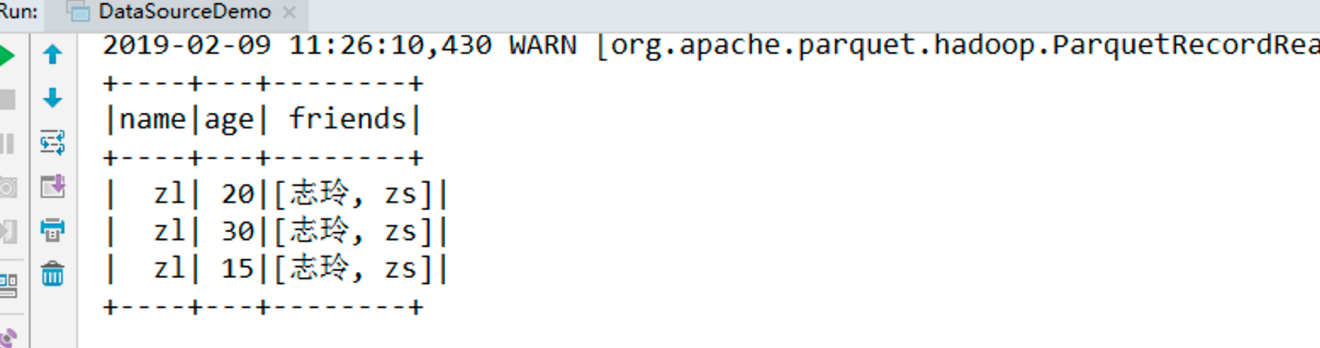 Run: DataSourceDemo
2019-02-09 11:26:10,430 WARN [org.apache.parquet.hadoop.ParquetRecordRea
+----+---+--------+
|name|age| friends|
+----+---+--------+
|  zl| 20|[志玲, zs]|
|  zl| 30|[志玲, zs]|
|  zl| 15|[志玲, zs]|
+----+---+--------+